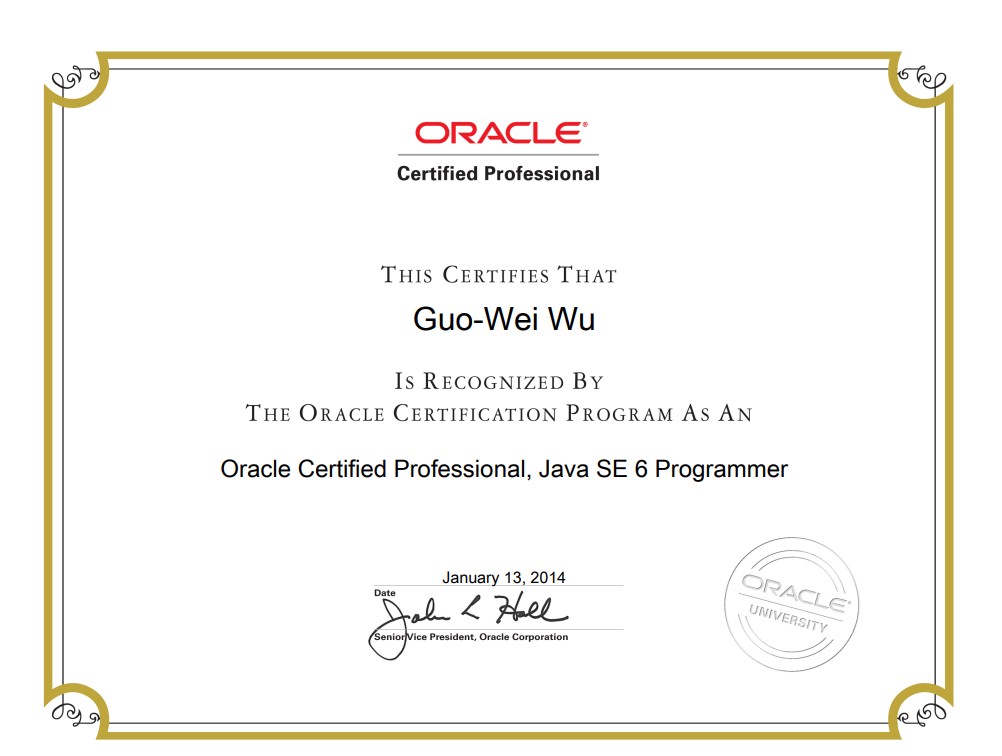 ORACLE®
Certified Professional
THIS CERTIFIES THAT
Guo-Wei Wu
IS RECOGNIZED BY
THE ORACLE CERTIFICATION PROGRAM AS AN
Oracle Certified Professional, Java SE 6 Programmer
January 13, 2014
Date
John L Hall
Senior Vice President, Oracle Corporation
ORACLE®
UNIVERSITY